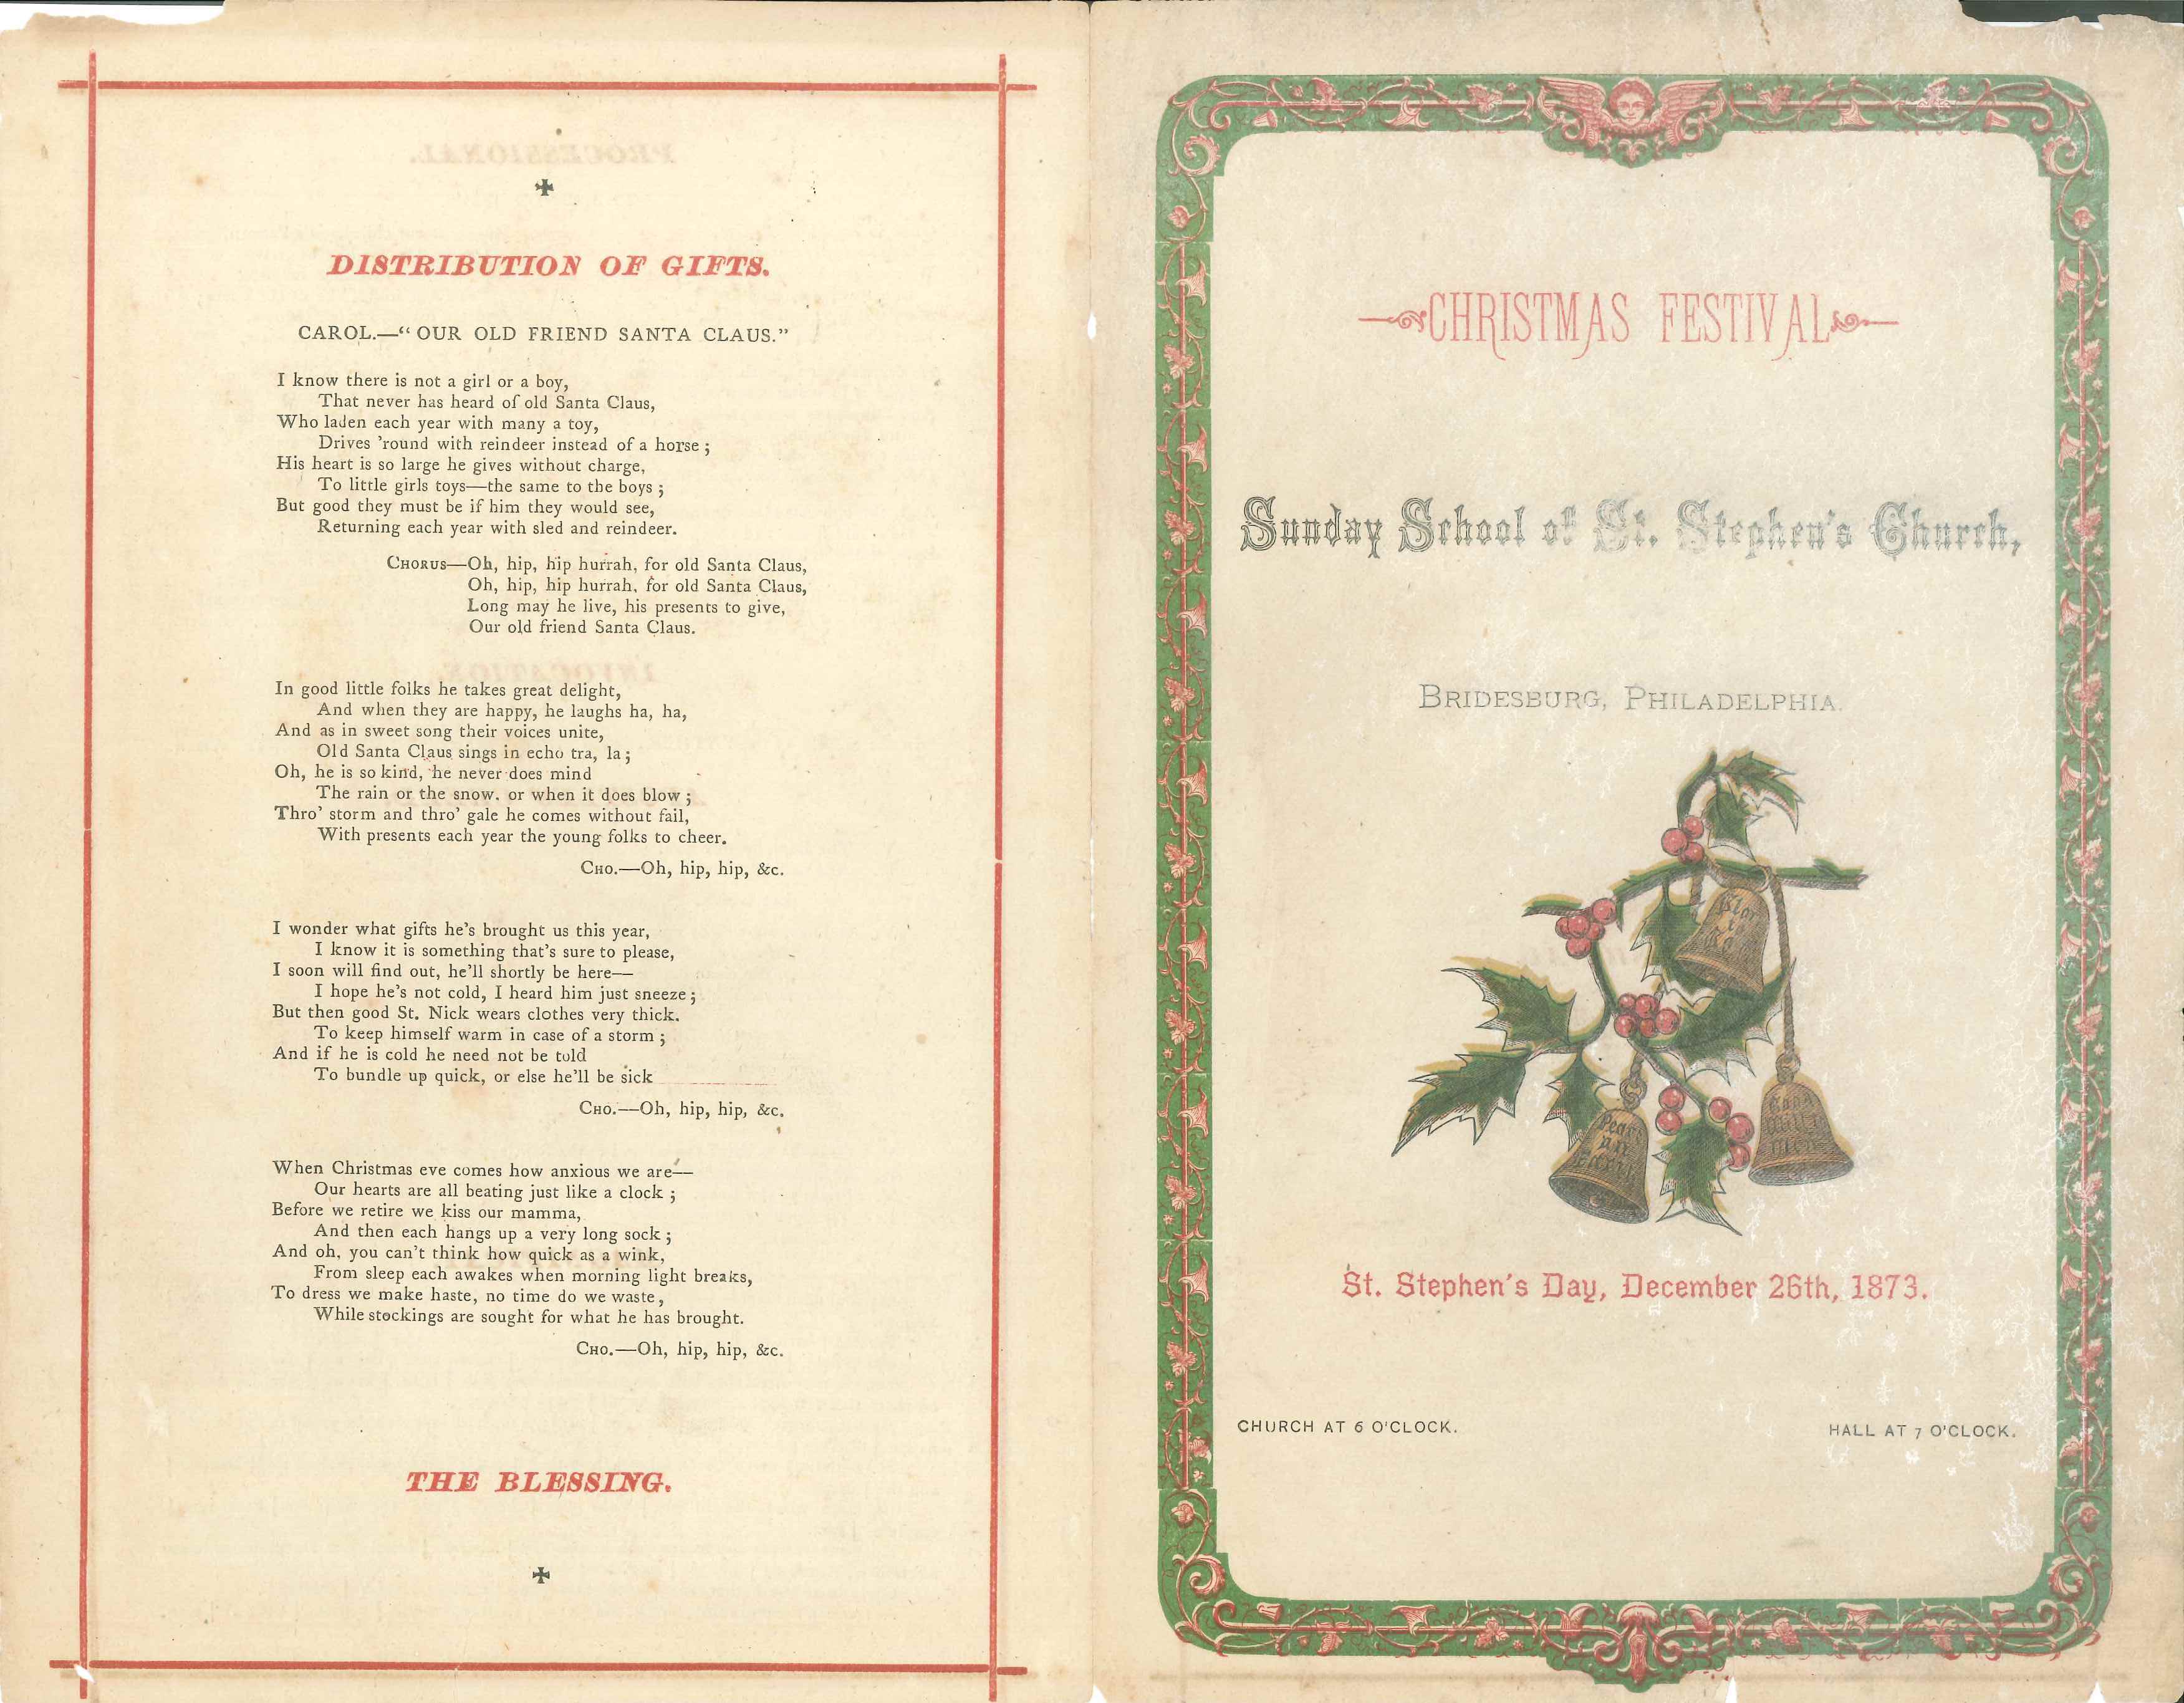 DISTRIBUTION OF GIFTS.
CAROL.—“OUR OLD FRIEND SANTA CLAUS.”
I know there is not a girl or a boy,
That never has heard of old Santa Claus,
Who laden each year with many a toy,
Drives ’round with reindeer instead of a horse ;
His heart is so large he gives without charge,
To little girls toys—the same to the boys ;
But good they must be if him they would see,
Returning each year with sled and reindeer.
CHORUS—Oh, hip, hip hurrah, for old Santa Claus,
Oh, hip, hip hurrah, for old Santa Claus,
Long may he live, his presents to give,
Our old friend Santa Claus.
In good little folks he takes great delight,
And when they are happy, he laughs ha, ha,
And as in sweet song their voices unite,
Old Santa Claus sings in echo tra, la ;
Oh, he is so kind, he never does mind
The rain or the snow. or when it does blow ;
Thro’ storm and thro’ gale he comes without fail,
With presents each year the young folks to cheer.
CHO.—Oh, hip, hip, &c.
I wonder what gifts he’s brought us this year,
I know it is something that’s sure to please,
I soon will find out, he’ll shortly be here—
I hope he’s not cold, I heard him just sneeze ;
But then good St. Nick wears clothes very thick.
To keep himself warm in case of a storm ;
And if he is cold he need not be told
To bundle up quick, or else he’ll be sick
CHO.—Oh, hip, hip, &c.
When Christmas eve comes how anxious we are—
Our hearts are all beating just like a clock ;
Before we retire we kiss our mamma,
And then each hangs up a very long sock ;
And oh, you can’t think how quick as a wink,
From sleep each awakes when morning light breaks,
To dress we make haste, no time do we waste,
While stockings are sought for what he has brought.
CHO.—Oh, hip, hip, &c.
THE BLESSING.
CHRISTMAS FESTIVAL
Sunday School of St. Stephen’s Church,
BRIDESBURG, PHILADELPHIA.
Good
Will
men
on
St. Stephen’s Day, December 26th, 1873.
CHURCH AT 6 O’CLOCK.
HALL AT 7 O’CLOCK.